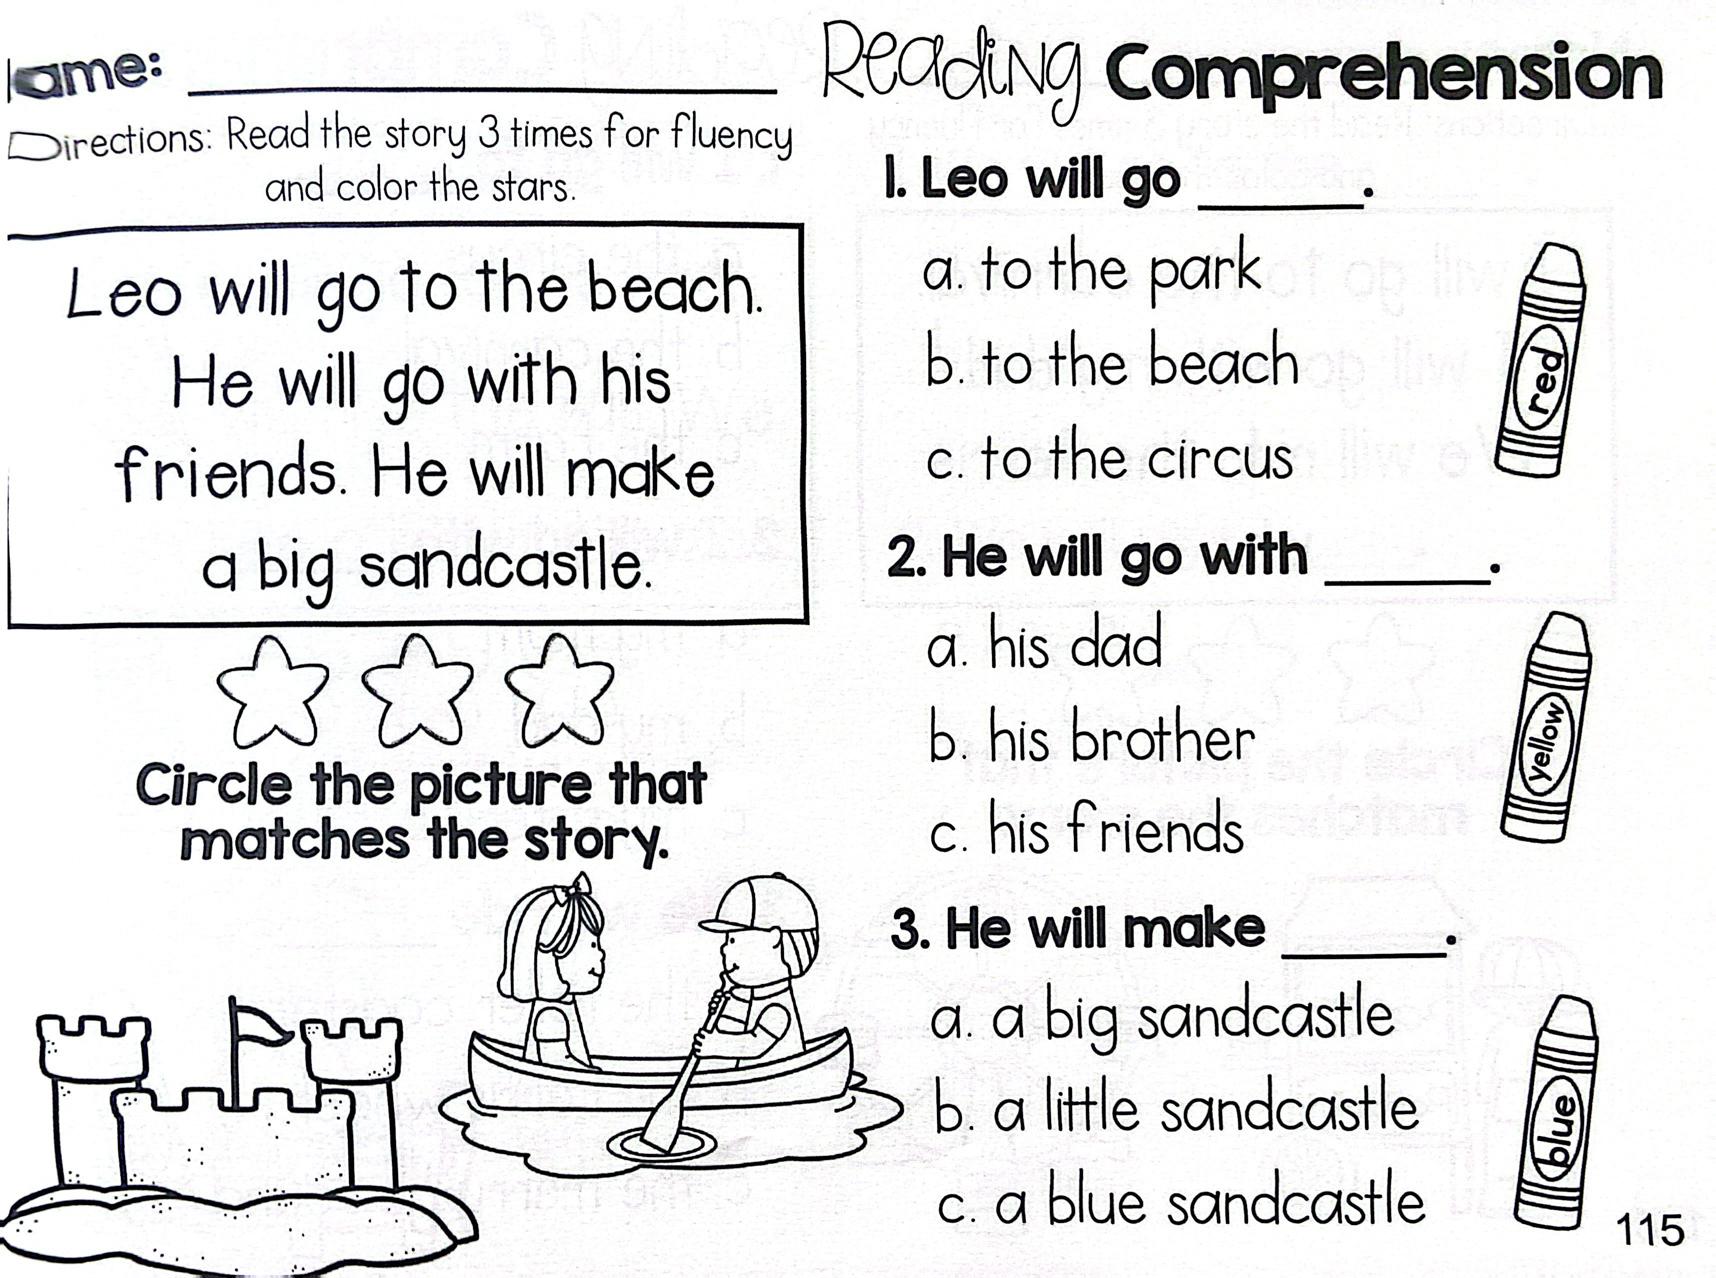 Name:
Directions: Read the story 3 times for fluency
and color the stars.
Leo will go to the beach.
He will go with his
friends. He will make
a big sandcastle.
Circle the picture that
matches the story.
Reading Comprehension
1. Leo will go ______.
a. to the park
b. to the beach
c. to the circus
red
2. He will go with ______.
a. his dad
b. his brother
c. his friends
yellow
3. He will make ______.
a. a big sandcastle
b. a little sandcastle
c. a blue sandcastle
blue
115